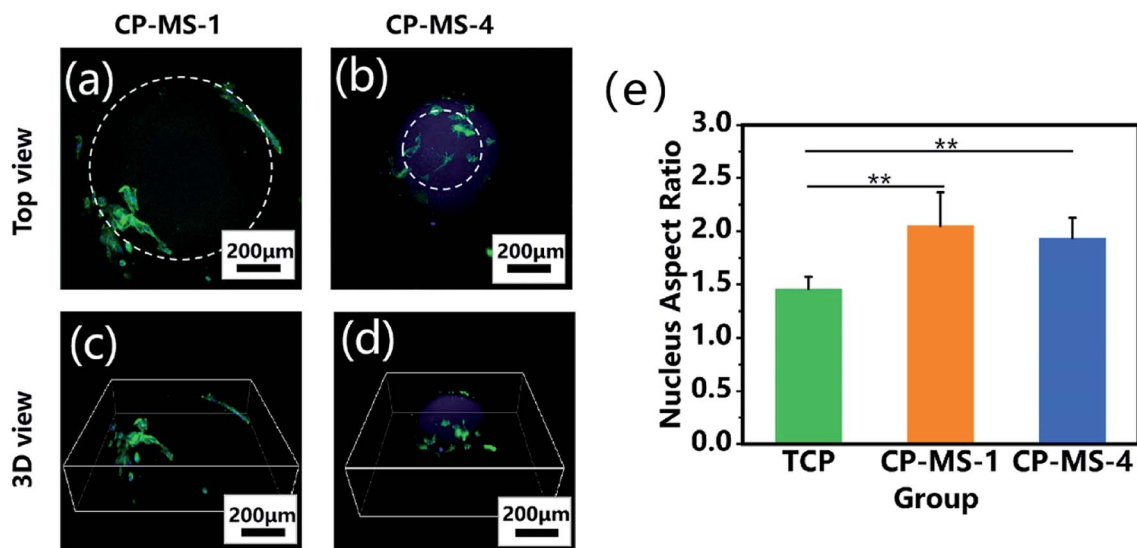 CP-MS-1
CP-MS-4
Top view
(a)
200μm
(b)
200μm
3D view
(c)
200μm
(d)
200μm
(e)
Nucleus Aspect Ratio
3.0
2.5
2.0
1.5
1.0
0.5
0.0
**
**
TCP CP-MS-1 CP-MS-4
Group